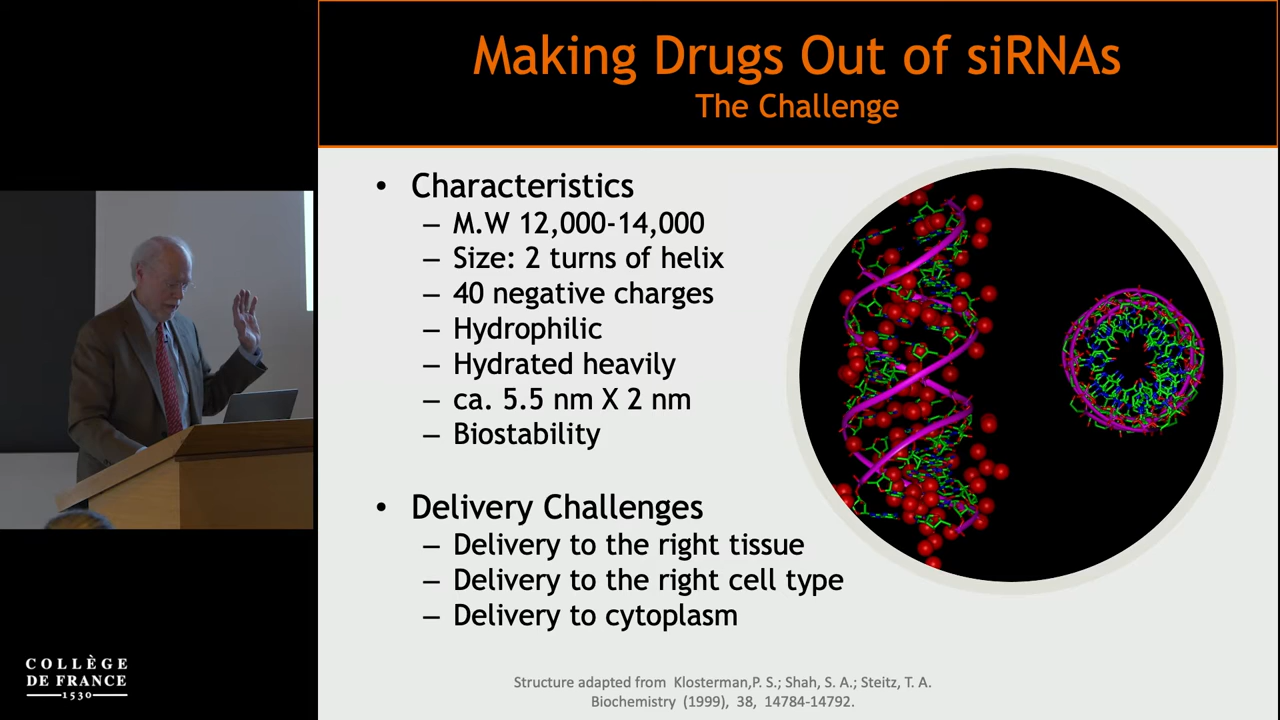 Making Drugs Out of siRNAs
The Challenge
• Characteristics
– M.W 12,000-14,000
– Size: 2 turns of helix
– 40 negative charges
– Hydrophilic
– Hydrated heavily
– ca. 5.5 nm X 2 nm
– Biostability
• Delivery Challenges
– Delivery to the right tissue
– Delivery to the right cell type
– Delivery to cytoplasm
Structure adapted from Klosterman,P. S.; Shah, S. A.; Steitz, T. A.
Biochemistry (1999), 38, 14784-14792.
COLLÈGE
DE FRANCE
1530